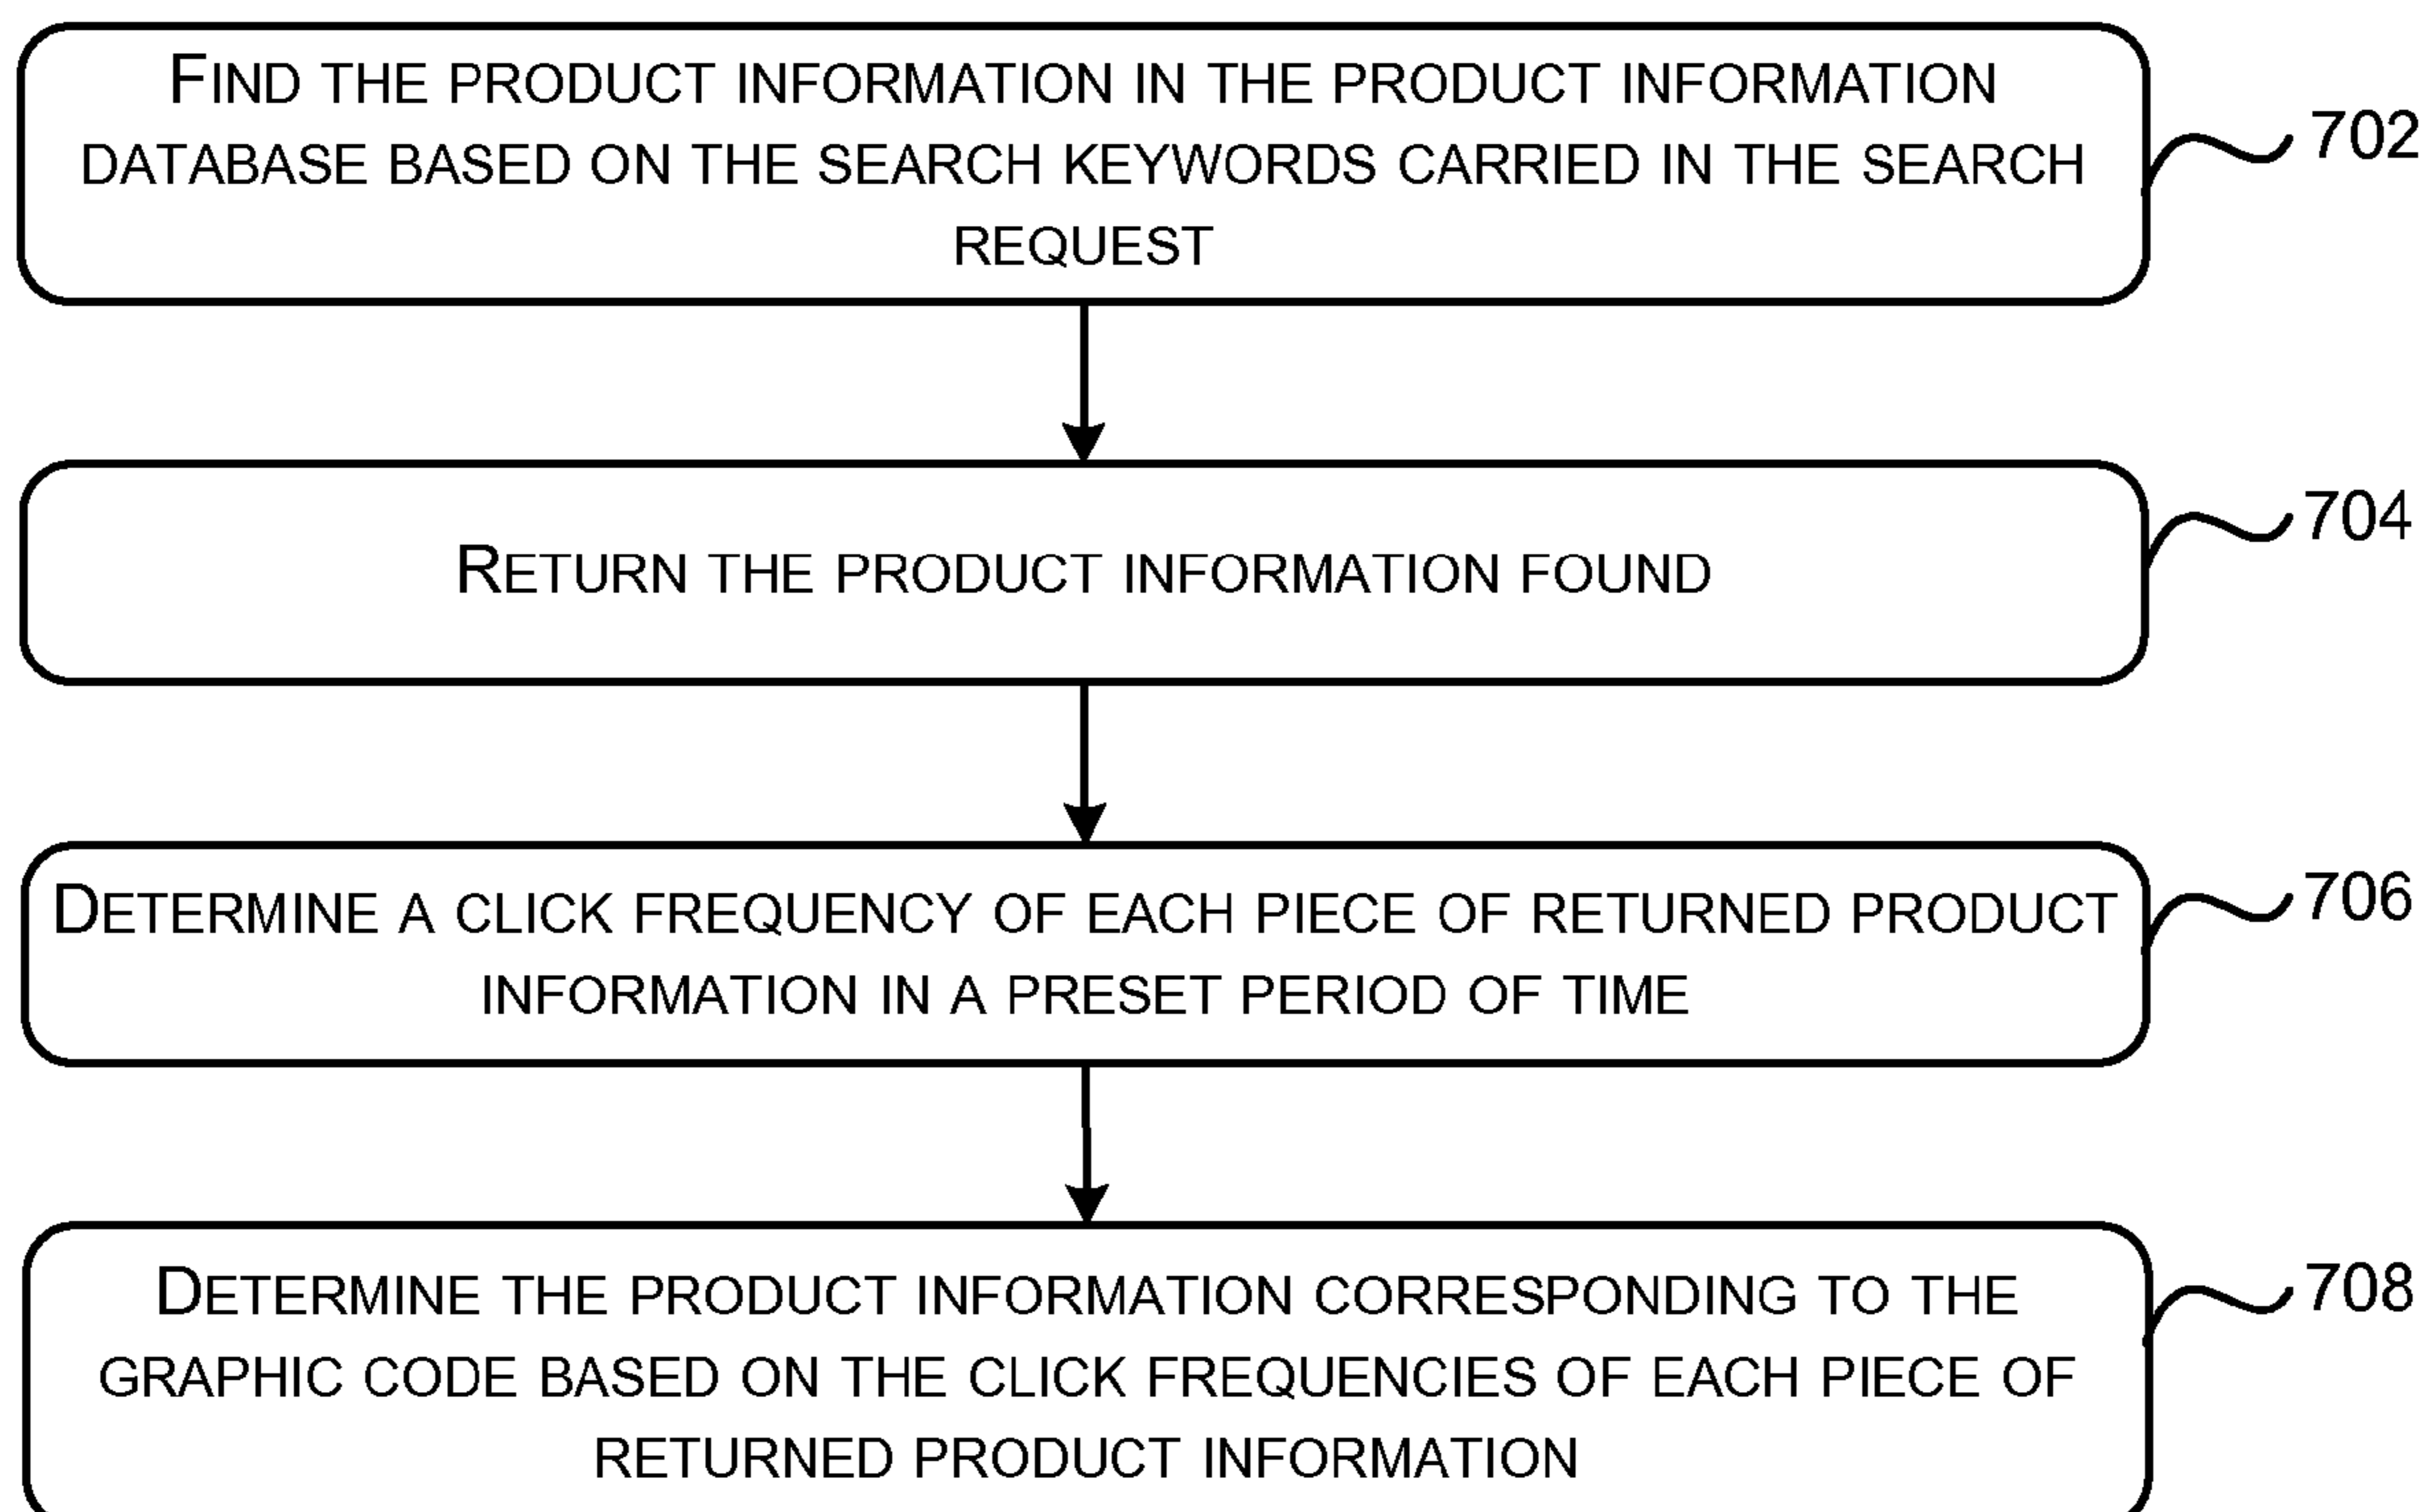 FIND THE PRODUCT INFORMATION IN THE PRODUCT INFORMATION
DATABASE BASED ON THE SEARCH KEYWORDS CARRIED IN THE SEARCH
REQUEST
702
RETURN THE PRODUCT INFORMATION FOUND
704
DETERMINE A CLICK FREQUENCY OF EACH PIECE OF RETURNED PRODUCT
INFORMATION IN A PRESET PERIOD OF TIME
706
DETERMINE THE PRODUCT INFORMATION CORRESPONDING TO THE
GRAPHIC CODE BASED ON THE CLICK FREQUENCIES OF EACH PIECE OF
RETURNED PRODUCT INFORMATION
708